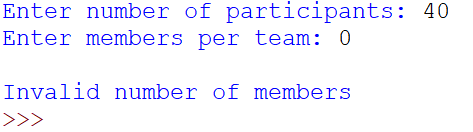 Enter number of participants: 40
Enter members per team: 0
Invalid number of members
>>>